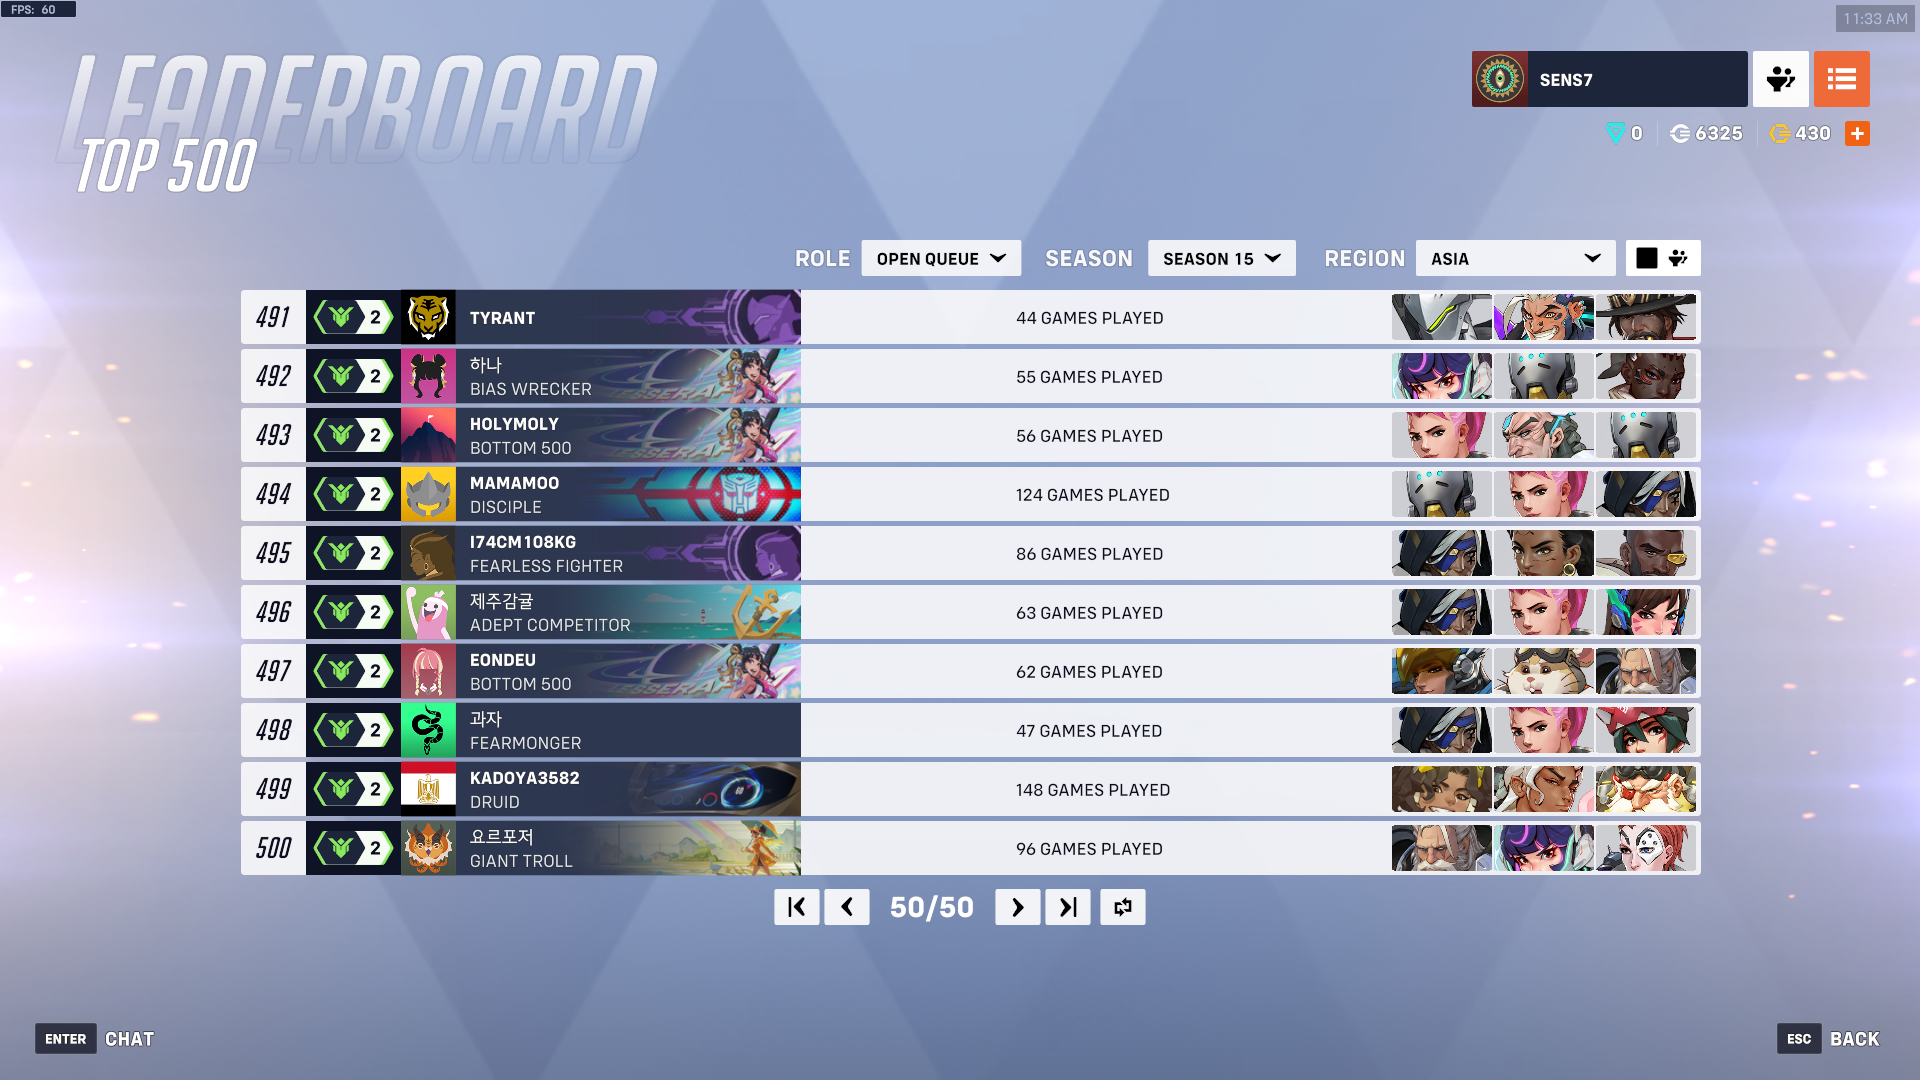 FPS: 60
11:33 AM
LEADERBOARD
TOP 500
SENS7
0 6325 430
ROLE OPEN QUEUE SEASON SEASON 15 REGION ASIA
491 2 TYRANT 44 GAMES PLAYED
492 2 하나 55 GAMES PLAYED
BIAS WRECKER
493 2 HOLYMOLY 56 GAMES PLAYED
BOTTOM 500
494 2 MAMAMOO 124 GAMES PLAYED
DISCIPLE
495 2 I74CM108KG 86 GAMES PLAYED
FEARLESS FIGHTER
496 2 제주감귤 63 GAMES PLAYED
ADEPT COMPETITOR
497 2 EONDEU 62 GAMES PLAYED
BOTTOM 500
498 2 과자 47 GAMES PLAYED
FEARMONGER
499 2 KADOYA3582 148 GAMES PLAYED
DRUID
500 2 요르포저 96 GAMES PLAYED
GIANT TROLL
50/50
ENTER CHAT
ESC BACK